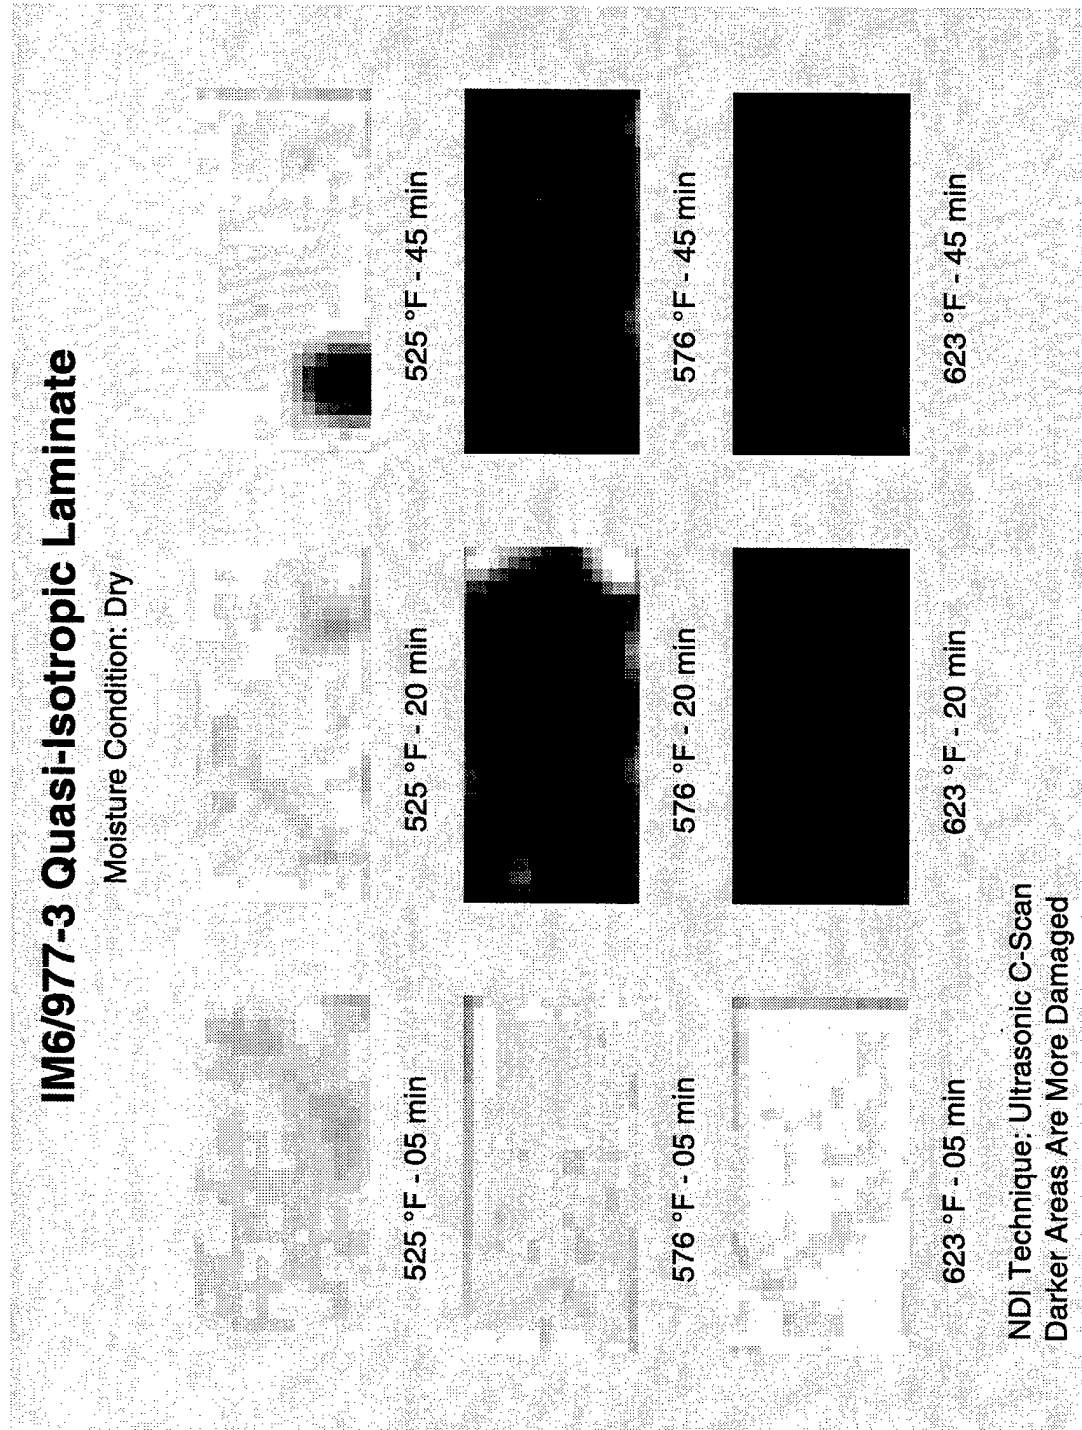 IM6/977-3 Quasi-Isotropic Laminate
Moisture Condition: Dry
525 °F - 05 min
525 °F - 20 min
525 °F - 45 min
576 °F - 05 min
576 °F - 20 min
576 °F - 45 min
623 °F - 05 min
623 °F - 20 min
623 °F - 45 min
NDI Technique: Ultrasonic C-Scan
Darker Areas Are More Damaged